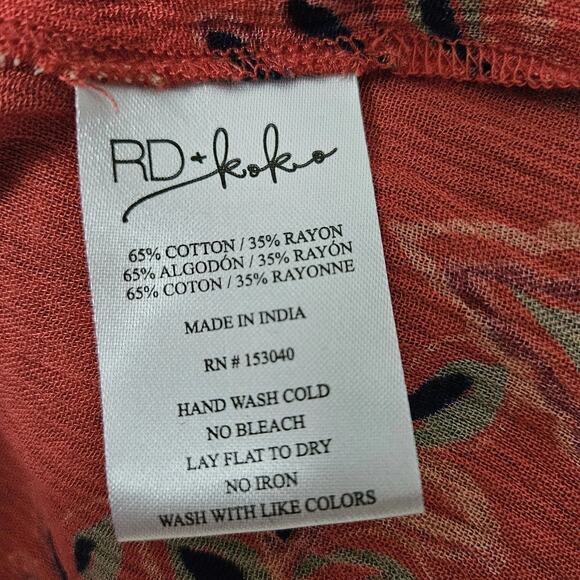 RD+koko
65% COTTON / 35% RAYON
65% ALGODÓN / 35% RAYÓN
65% COTON / 35% RAYONNE
MADE IN INDIA
RN # 153040
HAND WASH COLD
NO BLEACH
LAY FLAT TO DRY
NO IRON
WASH WITH LIKE COLORS